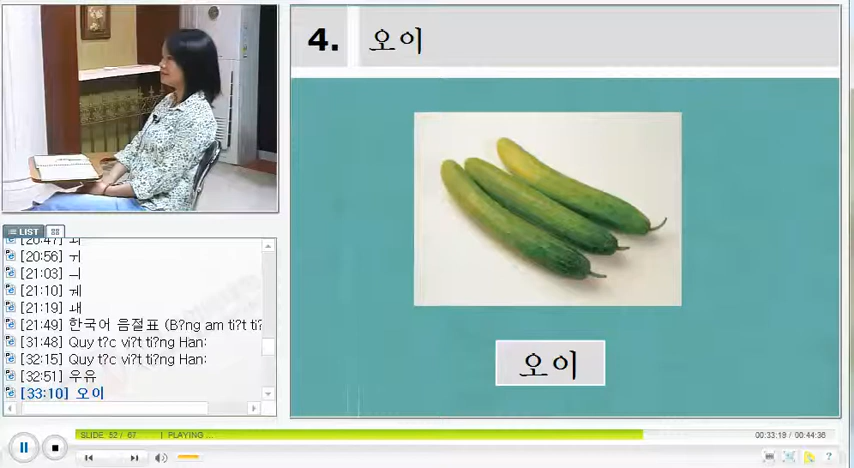 4. 오이
오이
LIST
[20:47] ㅚ
[20:56] ㅟ
[21:03] ㅢ
[21:10] ㅞ
[21:19] ㅙ
[21:49] 한국어 음절표 (B?ng am ti?t ti?
[31:48] Quy t?c vi?t ti?ng Han:
[32:15] Quy t?c vi?t ti?ng Han:
[32:51] 우유
[33:10] 오이
SLIDE 52 / 67 | PLAYING ...
00:33:19 / 00:44:36